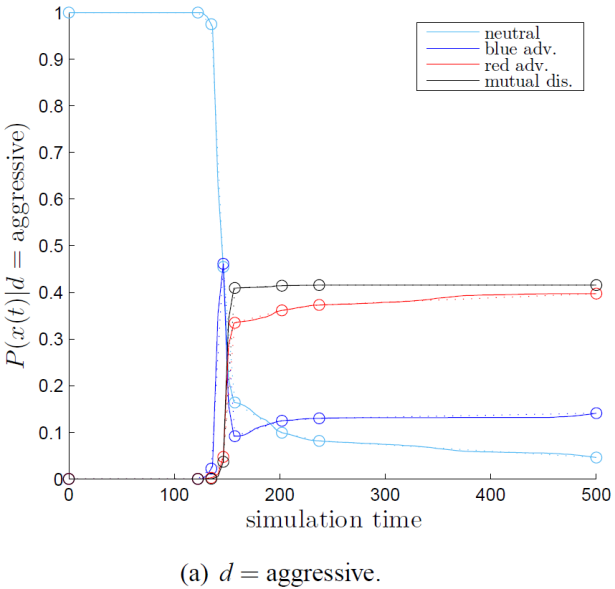 1
0.9
0.8
0.7
0.6
0.5
0.4
0.3
0.2
0.1
0
P(x(t)|d = aggressive)
neutral
blue adv.
red adv.
mutual dis.
0 100 200 300 400 500
simulation time
(a) d = aggressive.